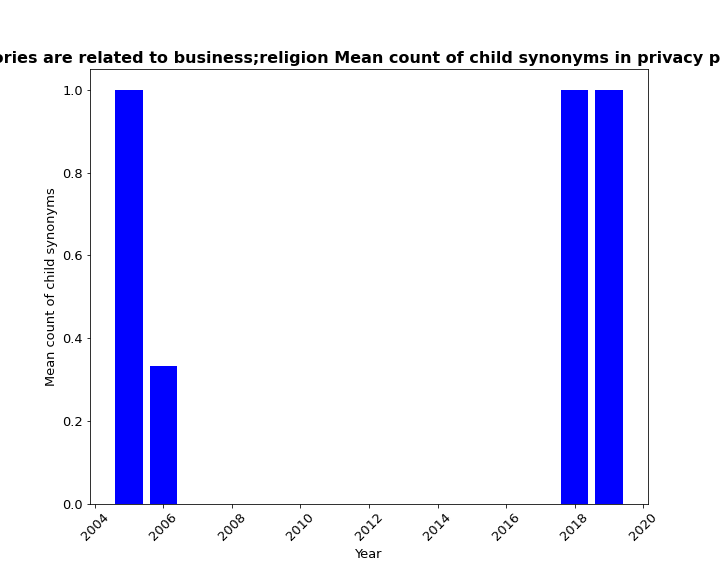 ories are related to business;religion Mean count of child synonyms in privacy p
1.0
0.8
0.6
0.4
0.2
0.0
Mean count of child synonyms
2004 2006 2008 2010 2012 2014 2016 2018 2020
Year